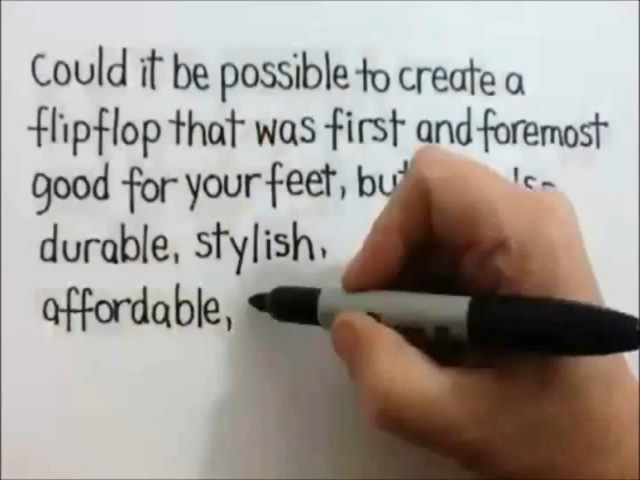 Could it be possible to create a
flipflop that was first and foremost
good for your feet, but
durable, stylish,
affordable,